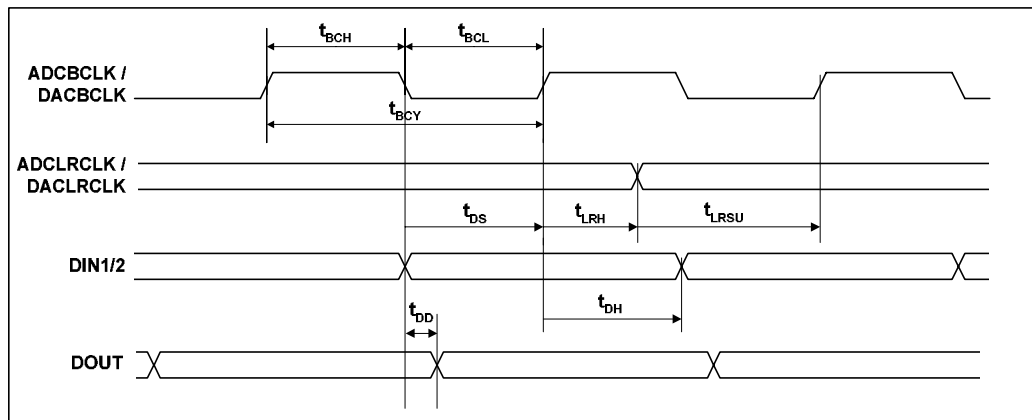 tBCH
tBCL
ADCBCLK /
DACBCLK
tBCY
ADCLRCLK /
DACLRCLK
tDS
tLRH
tLRSU
DIN1/2
tDH
tDD
DOUT